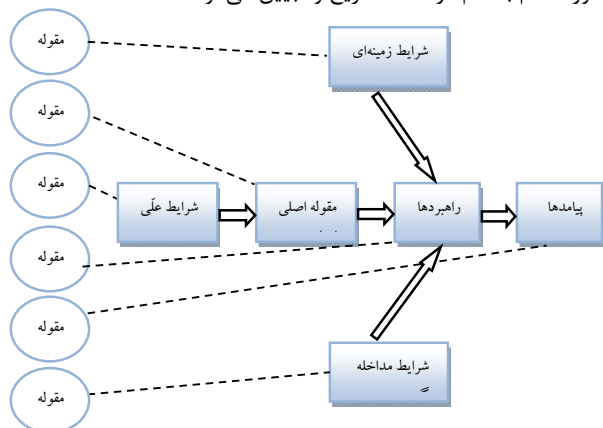 مقوله
شرایط زمینه‌ای
مقوله
مقوله
شرایط علّی
مقوله اصلی
راهبردها
پیامدها
مقوله
مقوله
شرایط مداخله
مقوله